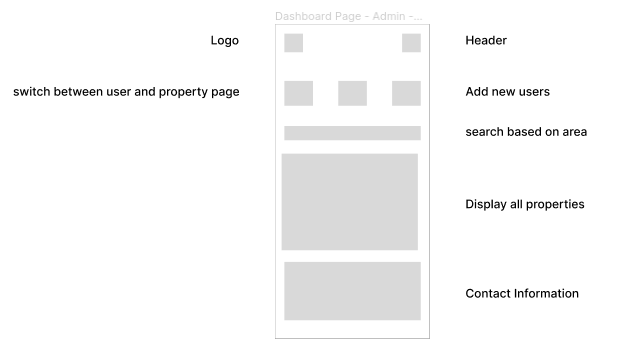 Dashboard Page - Admin -...
Logo
Header
switch between user and property page
Add new users
search based on area
Display all properties
Contact Information